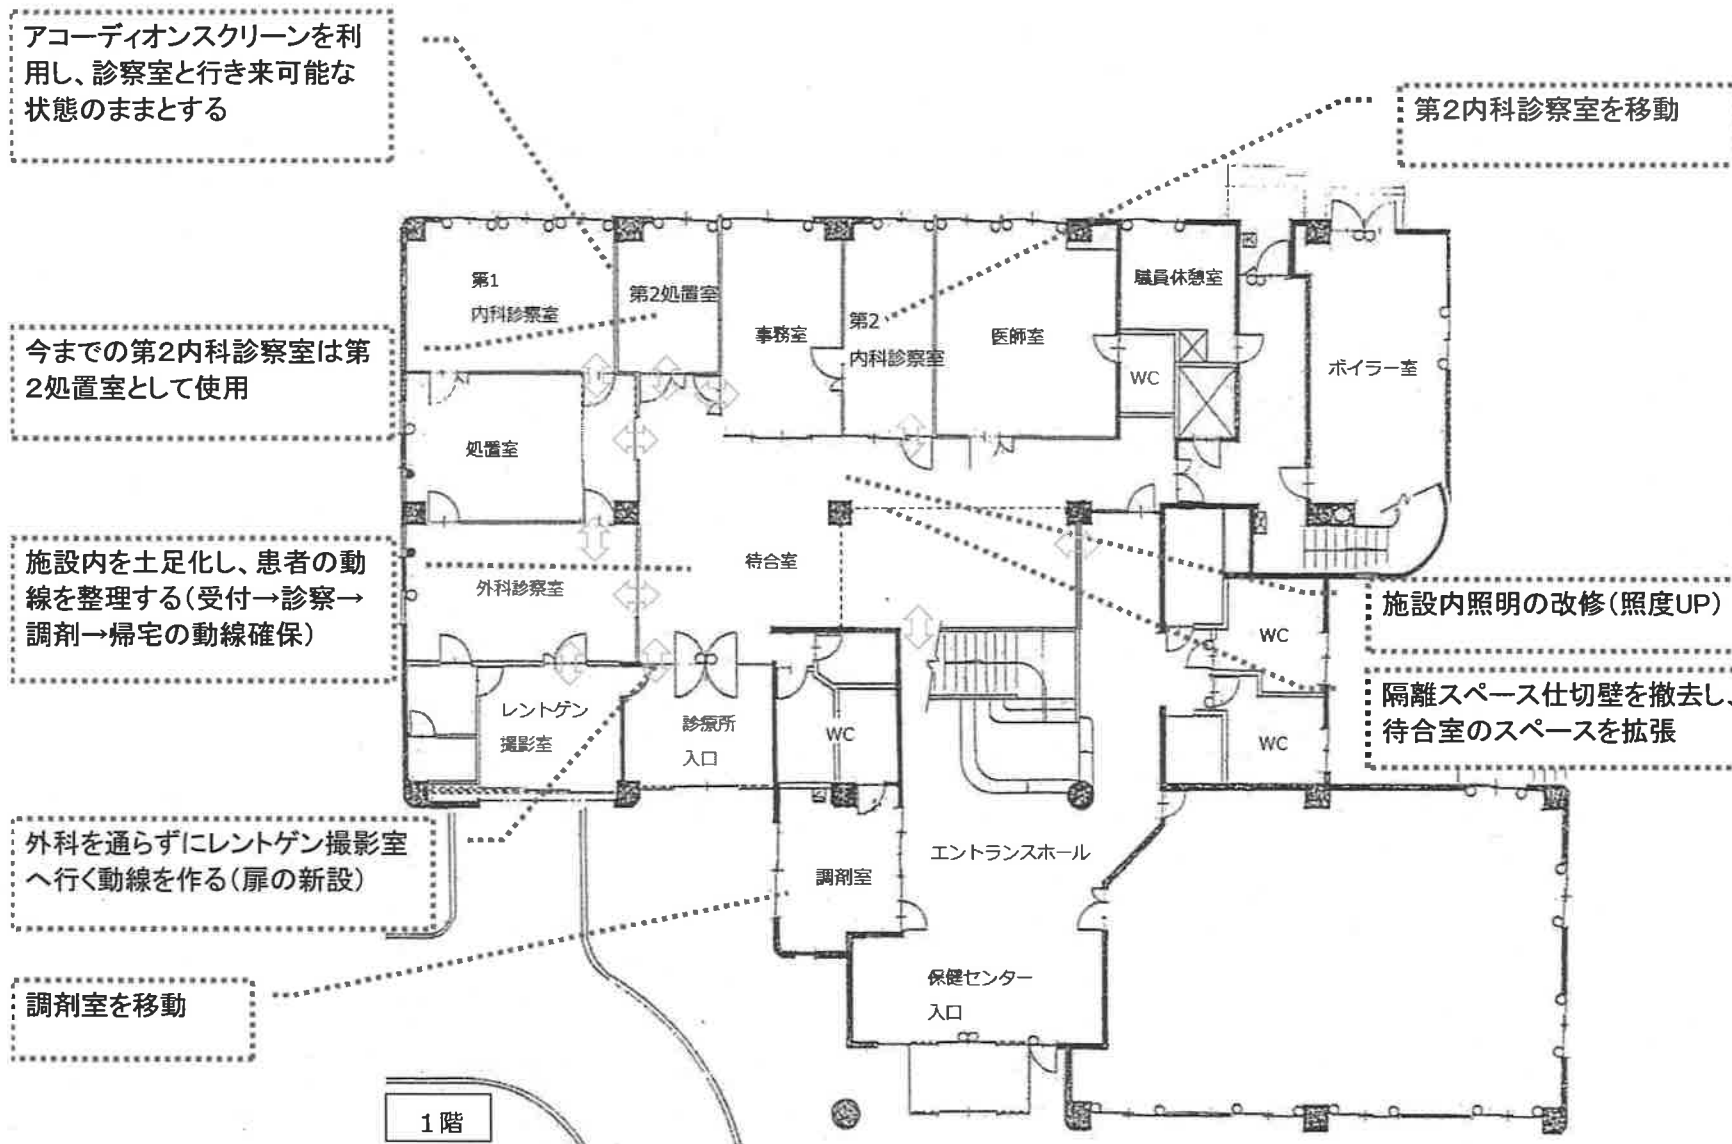 アコーディオンスクリーンを利
用し、診察室と行き来可能な
状態のままとする
第2内科診察室を移動
今までの第2内科診察室は第
2処置室として使用
施設内を土足化し、患者の動
線を整理する(受付→診察→
調剤→帰宅の動線確保)
施設内照明の改修(照度UP)
隔離スペース仕切壁を撤去し、
待合室のスペースを拡張
外科を通らずにレントゲン撮影室
へ行く動線を作る(扉の新設)
調剤室を移動
第1
内科診察室
第2処置室
事務室
第2
内科診察室
医師室
職員休憩室
WC
ボイラー室
処置室
待合室
外科診察室
WC
レントゲン
撮影室
診療所
入口
WC
WC
エントランスホール
調剤室
保健センター
入口
1階